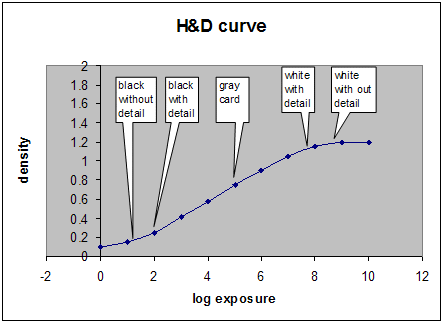 H&D curve
2
1.8
1.6
1.4
1.2
1
0.8
0.6
0.4
0.2
0
density
black
without
detail
black
with
detail
gray
card
white
with
detail
white
with out
detail
-2
0
2
4
6
8
10
12
log exposure